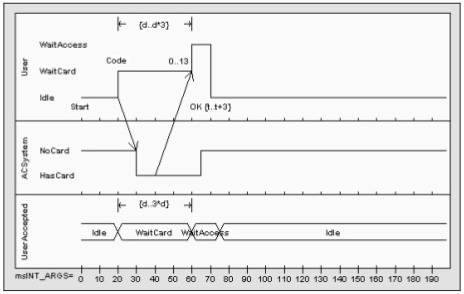 {d..d*3}
WaitAccess
Code
0..13
WaitCard
User
Idle
Start
OK {t..t+3}
NoCard
ACSystem
HasCard
{d..3*d}
UserAccepted
Idle
WaitCard
WaitAccess
Idle
0 10 20 30 40 50 60 70 80 90 100 110 120 130 140 150 160 170 180 190